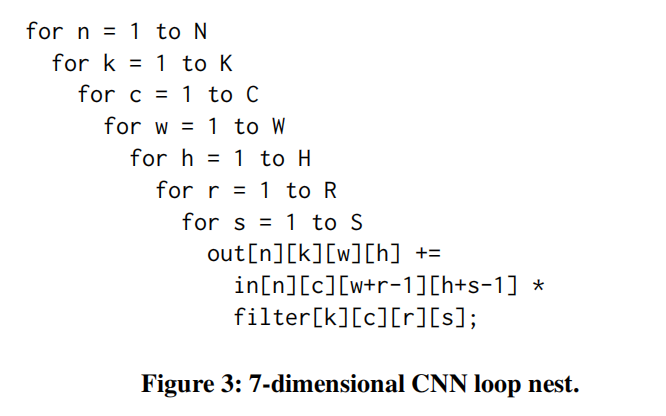 for n = 1 to N
for k = 1 to K
for c = 1 to C
for w = 1 to W
for h = 1 to H
for r = 1 to R
for s = 1 to S
out[n][k][w][h] +=
in[n][c][w+r-1][h+s-1] *
filter[k][c][r][s];
Figure 3: 7-dimensional CNN loop nest.